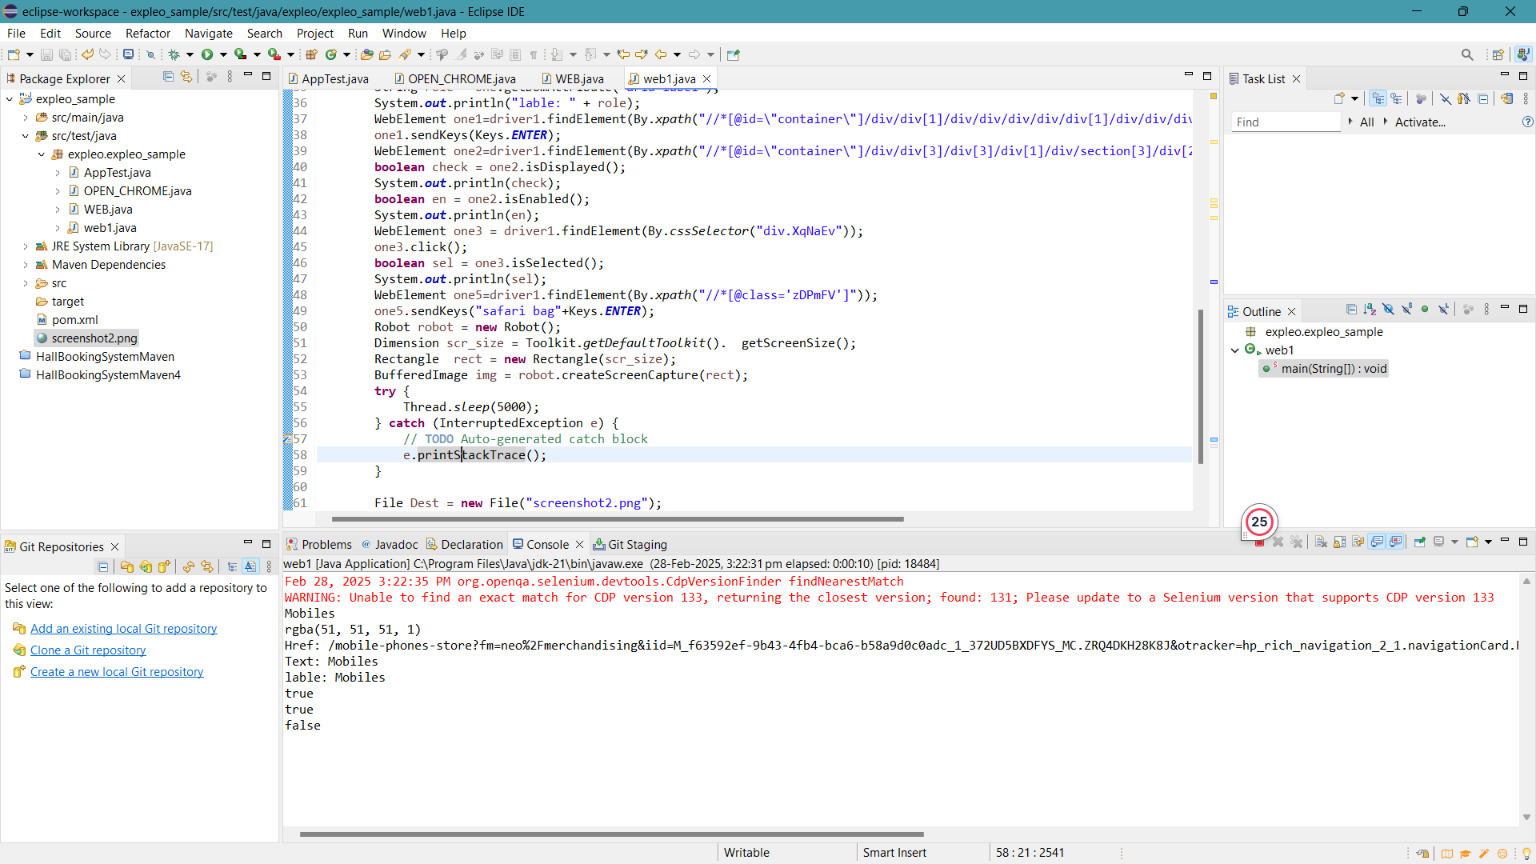 eclipse-workspace - expleo_sample/src/test/java/expleo/expleo_sample/web1.java - Eclipse IDE
File Edit Source Refactor Navigate Search Project Run Window Help
Package Explorer
expleo_sample
src/main/java
src/test/java
expleo.expleo_sample
AppTest.java
OPEN_CHROME.java
WEB.java
web1.java
JRE System Library [JavaSE-17]
Maven Dependencies
src
target
pom.xml
screenshot2.png
HallBookingSystemMaven
HallBookingSystemMaven4
AppTest.java OPEN_CHROME.java WEB.java web1.java
36 System.out.println("lable: " + role);
37 WebElement one1=driver1.findElement(By.xpath("//*[@id=\"container\"]/div/div[1]/div/div/div/div/div[1]/div/div/div
38 one1.sendKeys(Keys.ENTER);
39 WebElement one2=driver1.findElement(By.xpath("//*[@id=\"container\"]/div/div[3]/div[3]/div[1]/div/section[3]/div[2
40 boolean check = one2.isDisplayed();
41 System.out.println(check);
42 boolean en = one2.isEnabled();
43 System.out.println(en);
44 WebElement one3 = driver1.findElement(By.cssSelector("div.XqNaEv"));
45 one3.click();
46 boolean sel = one3.isSelected();
47 System.out.println(sel);
48 WebElement one5=driver1.findElement(By.xpath("//*[@class='zDPmFV']"));
49 one5.sendKeys("safari bag"+Keys.ENTER);
50 Robot robot = new Robot();
51 Dimension scr_size = Toolkit.getDefaultToolkit(). getScreenSize();
52 Rectangle rect = new Rectangle(scr_size);
53 BufferedImage img = robot.createScreenCapture(rect);
54 try {
55 Thread.sleep(5000);
56 } catch (InterruptedException e) {
57 // TODO Auto-generated catch block
58 e.printStackTrace();
59 }
60
61 File Dest = new File("screenshot2.png");
Task List
Find All Activate...
Outline
expleo.expleo_sample
web1
main(String[]) : void
25
Git Repositories
Select one of the following to add a repository to
this view:
Add an existing local Git repository
Clone a Git repository
Create a new local Git repository
Problems Javadoc Declaration Console Git Staging
web1 [Java Application] C:\Program Files\Java\jdk-21\bin\javaw.exe (28-Feb-2025, 3:22:31 pm elapsed: 0:00:10) [pid: 18484]
Feb 28, 2025 3:22:35 PM org.openqa.selenium.devtools.CdpVersionFinder findNearestMatch
WARNING: Unable to find an exact match for CDP version 133, returning the closest version; found: 131; Please update to a Selenium version that supports CDP version 133
Mobiles
rgba(51, 51, 51, 1)
Href: /mobile-phones-store?fm=neo%2Fmerchandising&iid=M_f63592ef-9b43-4fb4-bca6-b58a9d0c0adc_1_372UD5BXDFYS_MC.ZRQ4DKH28K8J&otracker=hp_rich_navigation_2_1.navigationCard.
Text: Mobiles
lable: Mobiles
true
true
false
Writable Smart Insert 58 : 21 : 2541